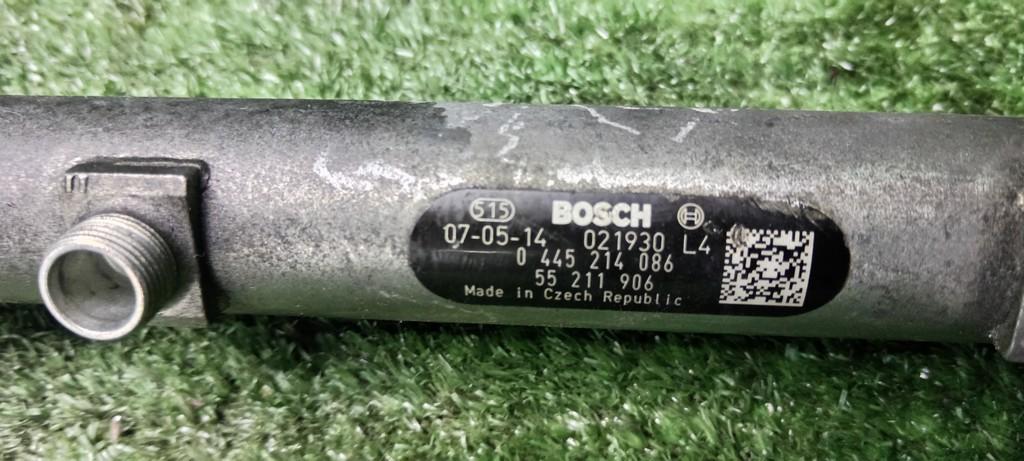 515 BOSCH
07-05-14 021930 L4
0 445 214 086
55 211 906
Made in Czech Republic